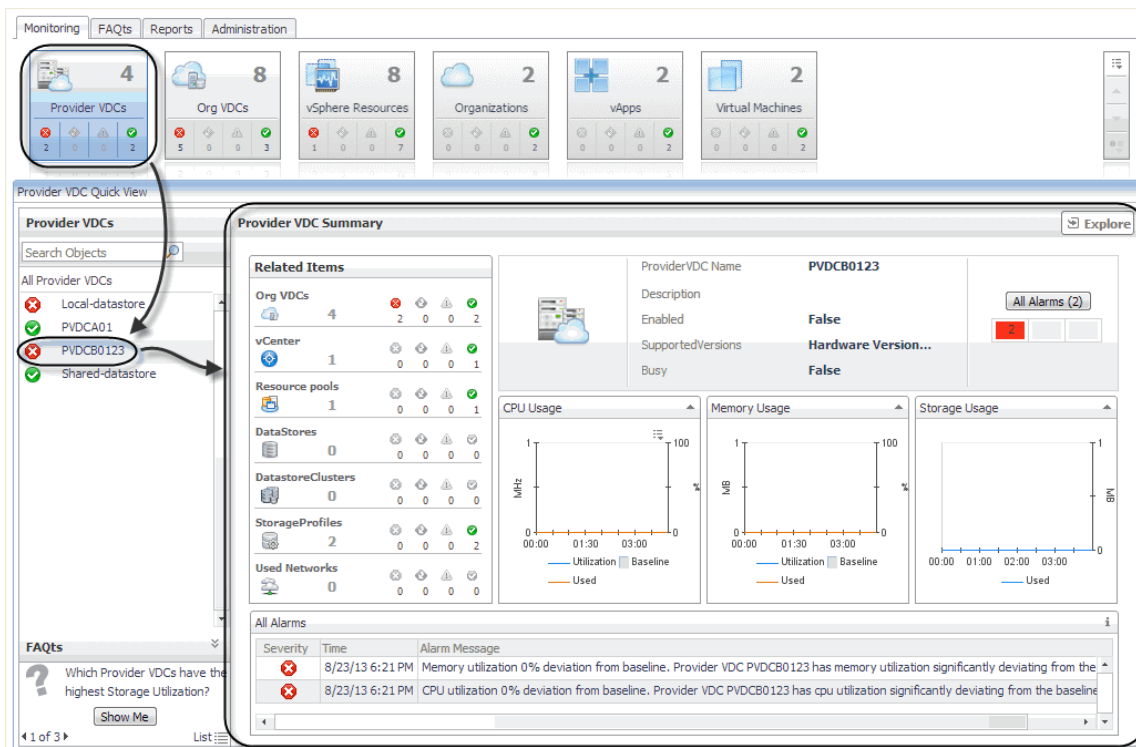 Monitoring FAQts Reports Administration
4 8 8 2 2 2
Provider VDCs Org VDCs vSphere Resources Organizations vApps Virtual Machines
2 0 0 2 5 0 0 3 1 0 0 7 0 0 0 2 0 0 0 2 0 0 0 2
Provider VDC Quick View
Provider VDCs
Search Objects
All Provider VDCs
Local-datastore
PVDCA01
PVDCB0123
Shared-datastore
FAQts
Which Provider VDCs have the
highest Storage Utilization?
Show Me
1 of 3 List
Provider VDC Summary Explore
Related Items
Org VDCs
4 2 0 0 2
vCenter
1 0 0 0 1
Resource pools
1 0 0 0 1
DataStores
0 0 0 0 0
DatastoreClusters
0 0 0 0 0
StorageProfiles
2 0 0 0 2
Used Networks
0 0 0 0 0
ProviderVDC Name PVDCB0123
Description
Enabled False
SupportedVersions Hardware Version...
Busy False
All Alarms (2)
2
CPU Usage
1 100
MHz %
0 0
00:00 01:30 03:00
Utilization Baseline
Used
Memory Usage
1 100
MB %
0 0
00:00 01:30 03:00
Utilization Baseline
Used
Storage Usage
1
MB
0
00:00 01:00 02:00 03:00
Used
All Alarms
Severity Time Alarm Message
8/23/13 6:21 PM Memory utilization 0% deviation from baseline. Provider VDC PVDCB0123 has memory utilization significantly deviating from the
8/23/13 6:21 PM CPU utilization 0% deviation from baseline. Provider VDC PVDCB0123 has cpu utilization significantly deviating from the baseline